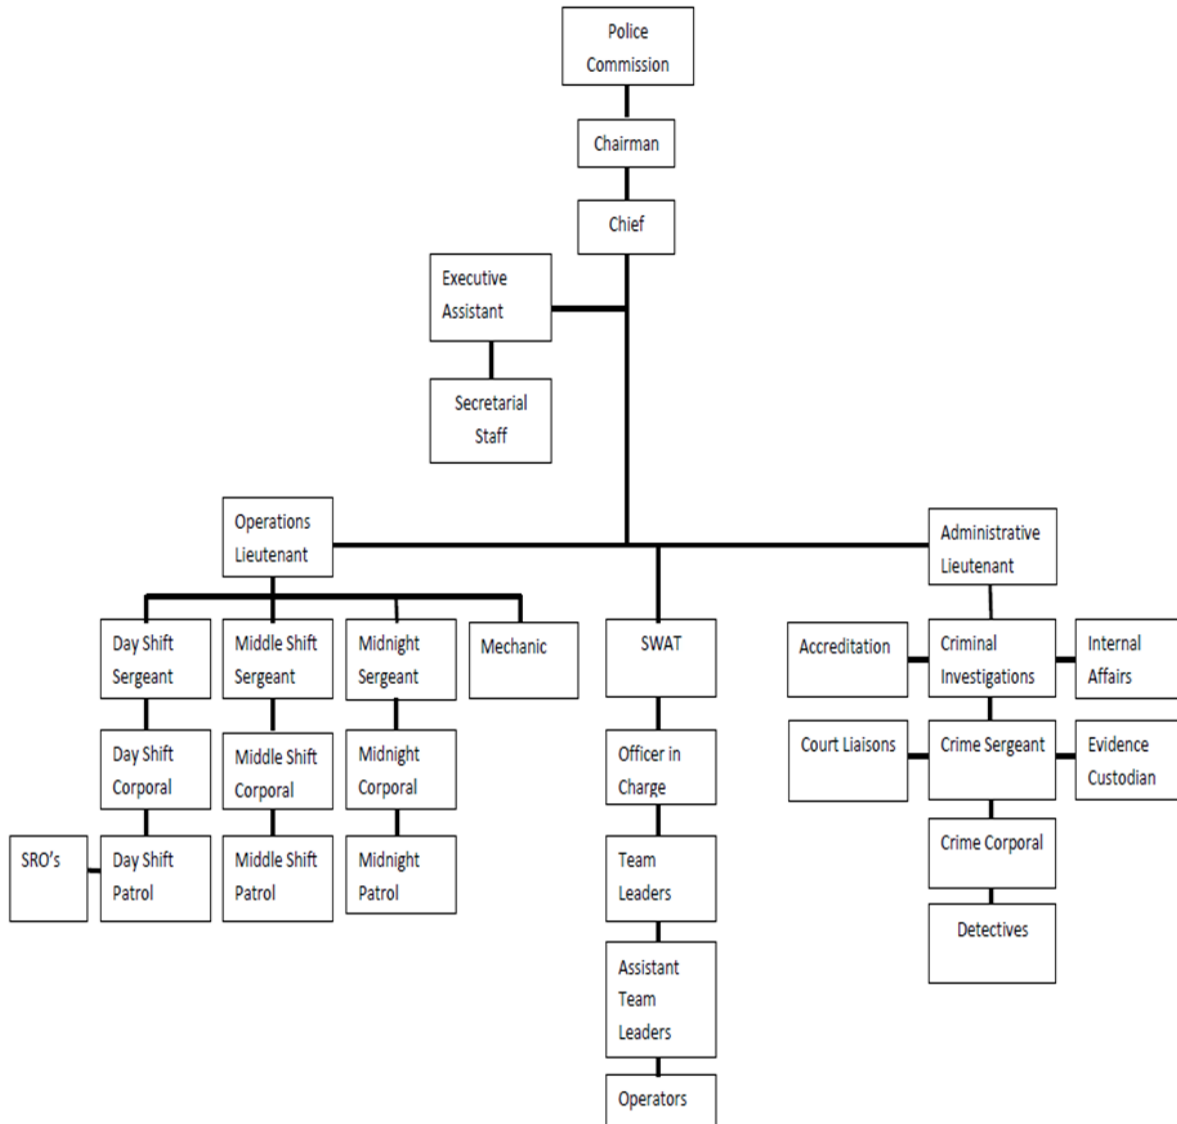 Police
Commission
Chairman
Chief
Executive
Assistant
Secretarial
Staff
Operations
Lieutenant
Administrative
Lieutenant
Day Shift
Sergeant
Middle Shift
Sergeant
Midnight
Sergeant
Mechanic
SWAT
Accreditation
Criminal
Investigations
Internal
Affairs
Day Shift
Corporal
Middle Shift
Corporal
Midnight
Corporal
Officer in
Charge
Court Liaisons
Crime Sergeant
Evidence
Custodian
SRO's
Day Shift
Patrol
Middle Shift
Patrol
Midnight
Patrol
Team
Leaders
Crime Corporal
Assistant
Team
Leaders
Detectives
Operators